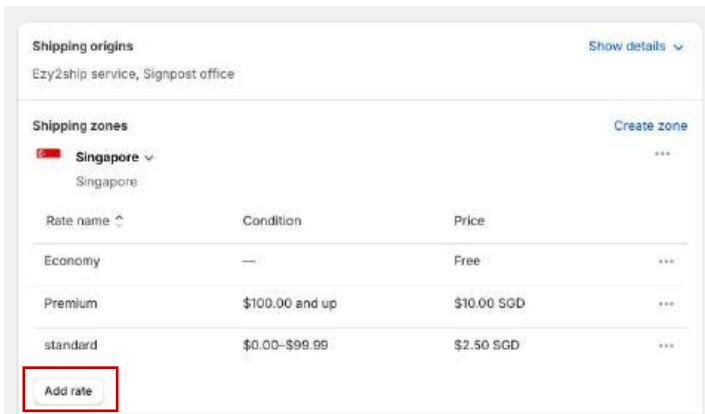 Shipping origins
Show details
Ezy2ship service, Signpost office
Shipping zones
Create zone
Singapore
Singapore
Rate name Condition Price
Economy — Free
Premium $100.00 and up $10.00 SGD
standard $0.00–$99.99 $2.50 SGD
Add rate